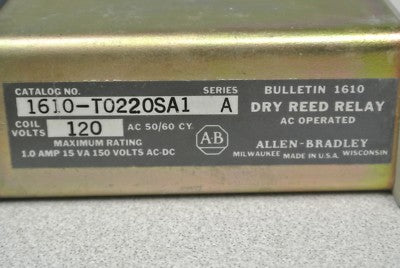 CATALOG NO. SERIES BULLETIN 1610
1610-T0220SA1 A DRY REED RELAY
COIL VOLTS 120 AC 50/60 CY. AC OPERATED
MAXIMUM RATING AB ALLEN-BRADLEY
1.0 AMP 15 VA 150 VOLTS AC-DC MILWAUKEE MADE IN U.S.A. WISCONSIN